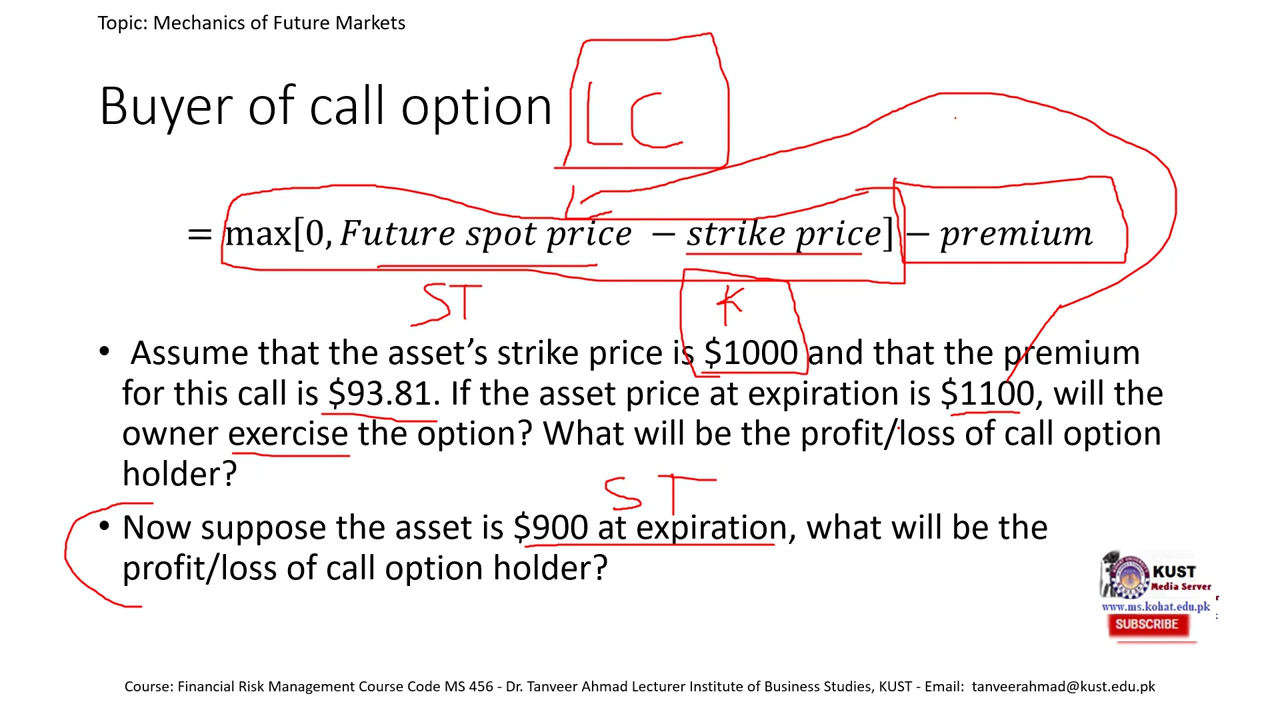 Topic: Mechanics of Future Markets
Buyer of call option
LC
= max[0, Future spot price − strike price] − premium
ST
K
• Assume that the asset's strike price is $1000 and that the premium
for this call is $93.81. If the asset price at expiration is $1100, will the
owner exercise the option? What will be the profit/loss of call option
holder?
ST
• Now suppose the asset is $900 at expiration, what will be the
profit/loss of call option holder?
KUST
Media Server
www.ms.kohat.edu.pk
SUBSCRIBE
Course: Financial Risk Management Course Code MS 456 - Dr. Tanveer Ahmad Lecturer Institute of Business Studies, KUST - Email: tanveerahmad@kust.edu.pk